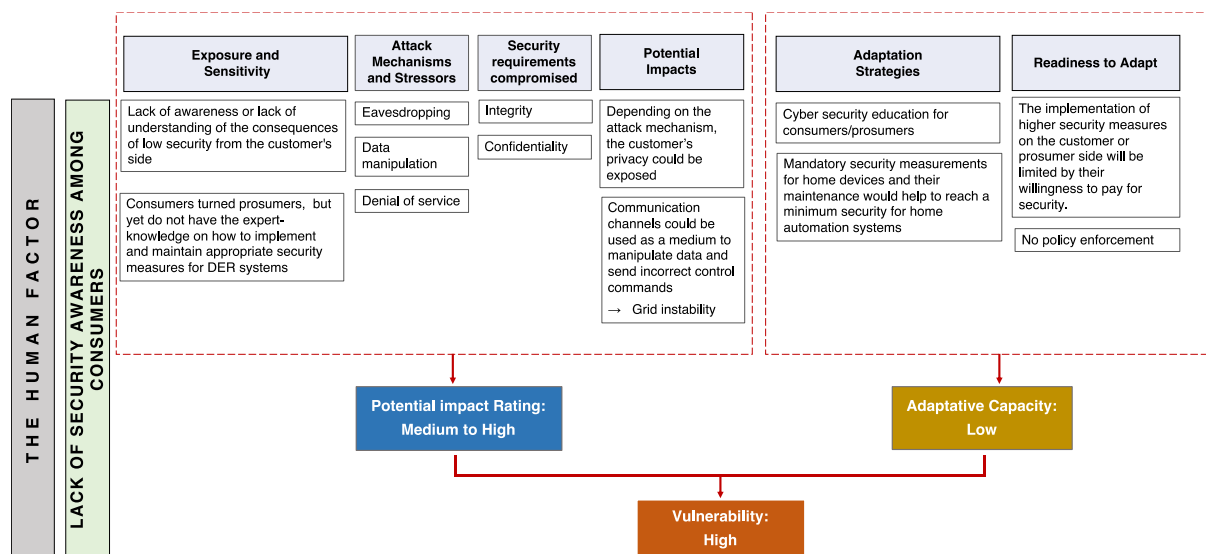 THE HUMAN FACTOR
LACK OF SECURITY AWARENESS AMONG
CONSUMERS
Exposure and
Sensitivity
Lack of awareness or lack of
understanding of the consequences
of low security from the customer's
side
Consumers turned prosumers, but
yet do not have the expert-
knowledge on how to implement
and maintain appropriate security
measures for DER systems
Attack
Mechanisms
and Stressors
Eavesdropping
Data
manipulation
Denial of service
Security
requirements
compromised
Integrity
Confidentiality
Potential
Impacts
Depending on the
attack mechanism,
the customer's
privacy could be
exposed
Communication
channels could be
used as a medium to
manipulate data and
send incorrect control
commands
→ Grid instability
Adaptation
Strategies
Cyber security education for
consumers/prosumers
Mandatory security measurements
for home devices and their
maintenance would help to reach a
minimum security for home
automation systems
Readiness to Adapt
The implementation of
higher security measures
on the customer or
prosumer side will be
limited by their
willingness to pay for
security.
No policy enforcement
Potential impact Rating:
Medium to High
Adaptative Capacity:
Low
Vulnerability:
High